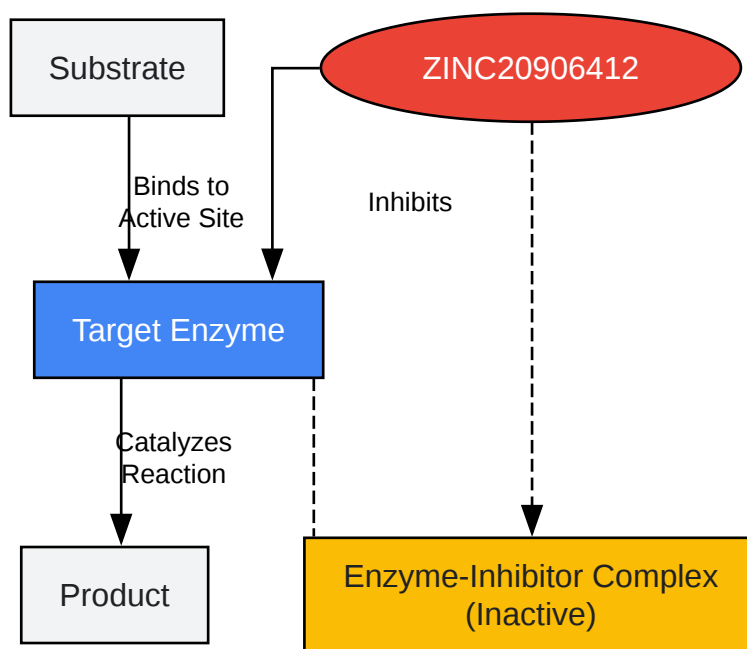 Substrate
ZINC20906412
Binds to
Active Site
Inhibits
Target Enzyme
Catalyzes
Reaction
Product
Enzyme-Inhibitor Complex
(Inactive)